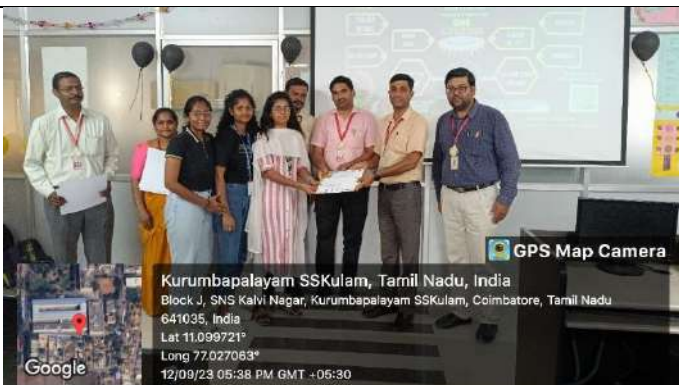 GPS Map Camera
Kurumbapalayam SSKulam, Tamil Nadu, India
Block J, SNS Kalvi Nagar, Kurumbapalayam SSKulam, Coimbatore, Tamil Nadu
641035, India
Lat 11.099721°
Long 77.027063°
12/09/23 05:38 PM GMT +05:30
Google